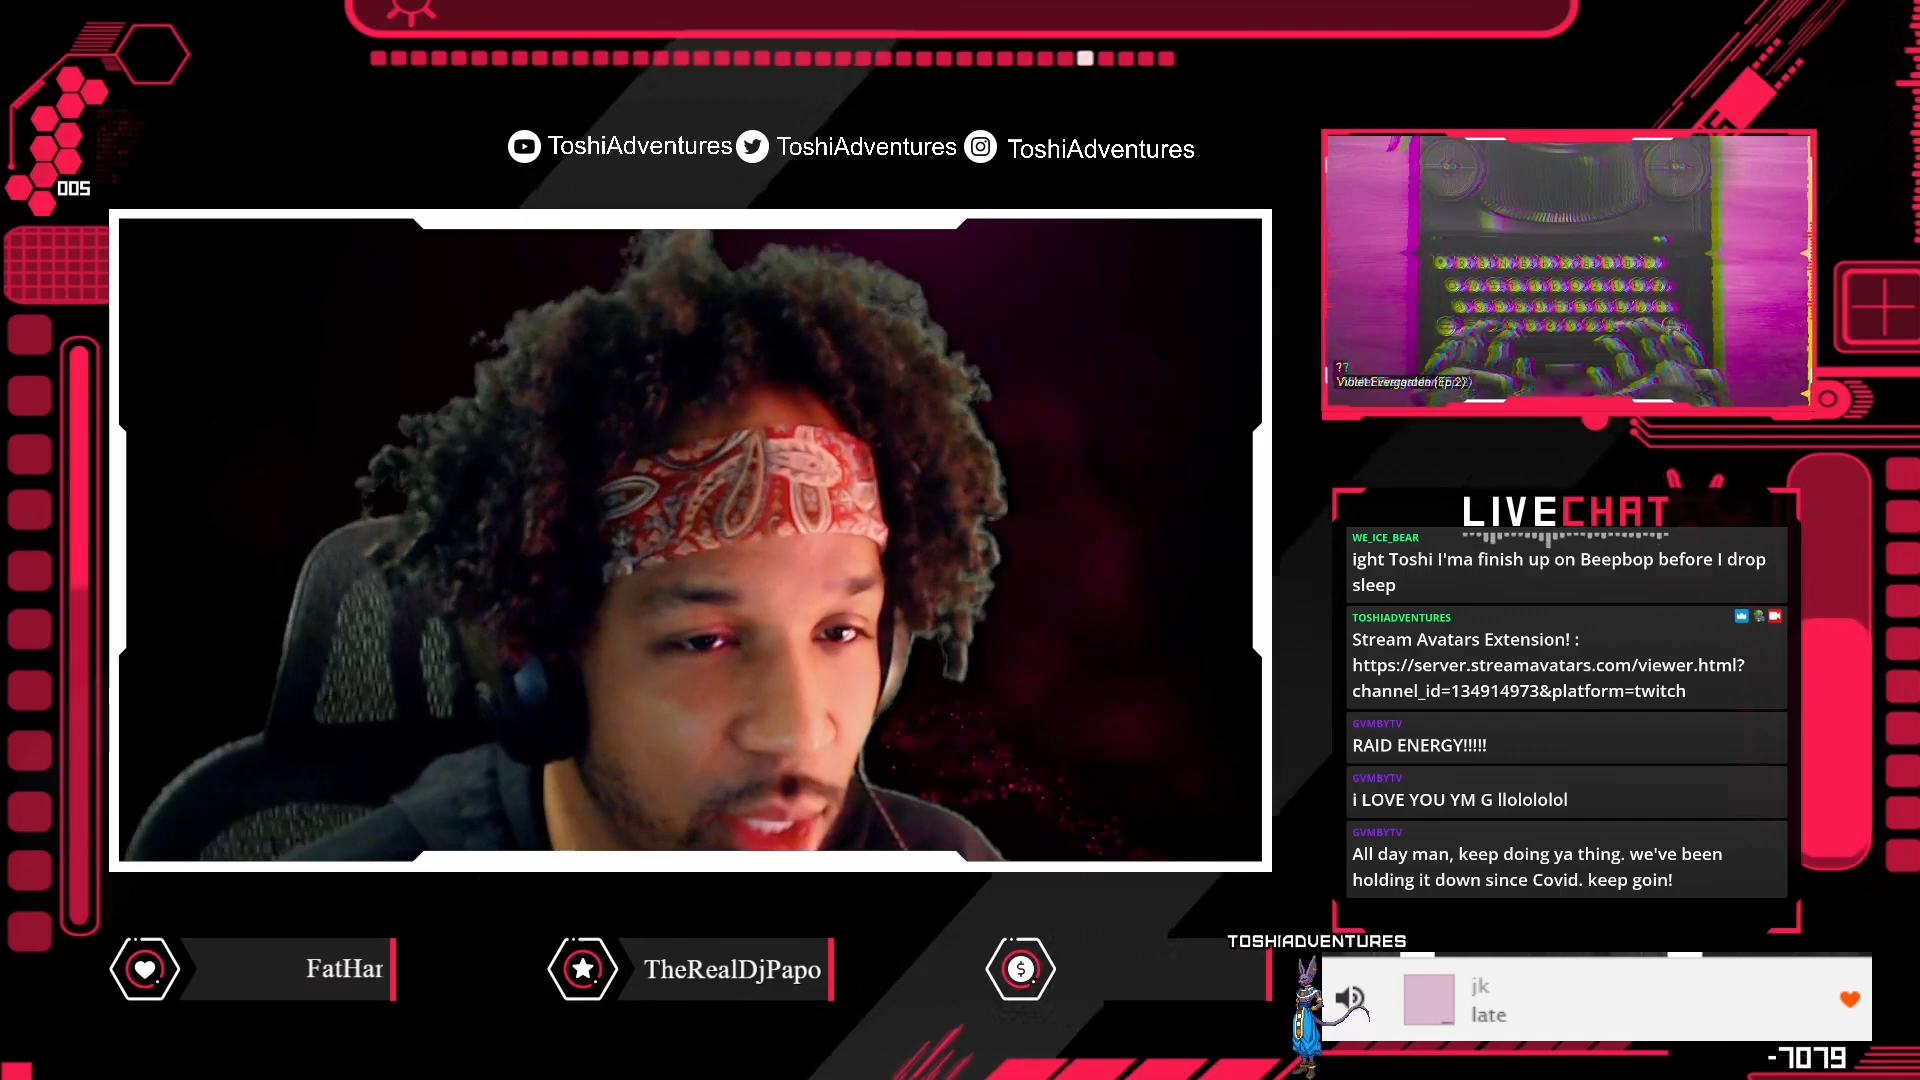 ToshiAdventures ToshiAdventures ToshiAdventures
005
??
Violet Evergarden (Ep 2)
LIVECHAT
WE_ICE_BEAR
ight Toshi I'ma finish up on Beepbop before I drop
sleep
TOSHIADVENTURES
Stream Avatars Extension! :
https://server.streamavatars.com/viewer.html?
channel_id=134914973&platform=twitch
GVMBYTV
RAID ENERGY!!!!!
GVMBYTV
i LOVE YOU YM G llolololol
GVMBYTV
All day man, keep doing ya thing. we've been
holding it down since Covid. keep goin!
TOSHIADVENTURES
FatHar
TheRealDjPapo
jk
late
-7079